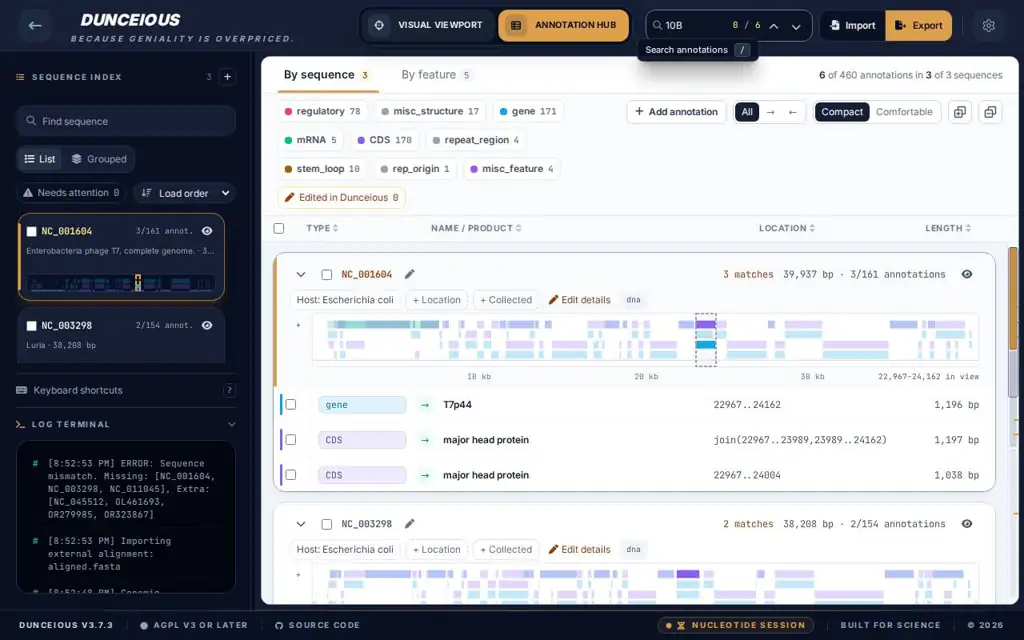 DUNCEIOUS
BECAUSE GENIALITY IS OVERPRICED.
VISUAL VIEWPORT
ANNOTATION HUB
10B 0 / 6
Import
Export
Search annotations /
SEQUENCE INDEX 3 +
Find sequence
List Grouped
Needs attention 0 Load order
NC_001604 3/161 annot.
Enterobacteria phage T7, complete genome. · 3...
NC_003298 2/154 annot.
Luria · 38,208 bp
Keyboard shortcuts ?
LOG TERMINAL
# [8:52:53 PM] ERROR: Sequence
mismatch. Missing: [NC_001604,
NC_003298, NC_011045], Extra:
[NC_045512, OL461693,
OR279985, OR323867]
# [8:52:53 PM] Importing
external alignment:
aligned.fasta
By sequence 3
By feature 5
6 of 460 annotations in 3 of 3 sequences
regulatory 78 misc_structure 17 gene 171
mRNA 5 CDS 170 repeat_region 4
stem_loop 10 rep_origin 1 misc_feature 4
Edited in Dunceious 0
+ Add annotation
All → ←
Compact Comfortable
TYPE NAME / PRODUCT LOCATION LENGTH
NC_001604 3 matches 39,937 bp · 3/161 annotations
Host: Escherichia coli + Location + Collected Edit details dna
+
10 kb 20 kb 30 kb 22,967–24,162 in view
gene → T7p44 22967..24162 1,196 bp
CDS → major head protein join(22967..23989,23989..24162) 1,197 bp
CDS → major head protein 22967..24004 1,038 bp
NC_003298 2 matches 38,208 bp · 2/154 annotations
Host: Escherichia coli + Location + Collected Edit details dna
+
DUNCEIOUS V3.7.3 AGPL V3 OR LATER SOURCE CODE
NUCLEOTIDE SESSION BUILT FOR SCIENCE © 2026